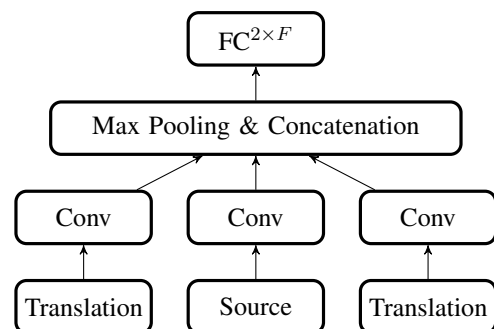 FC^{2×F}
Max Pooling & Concatenation
Conv Conv Conv
Translation Source Translation